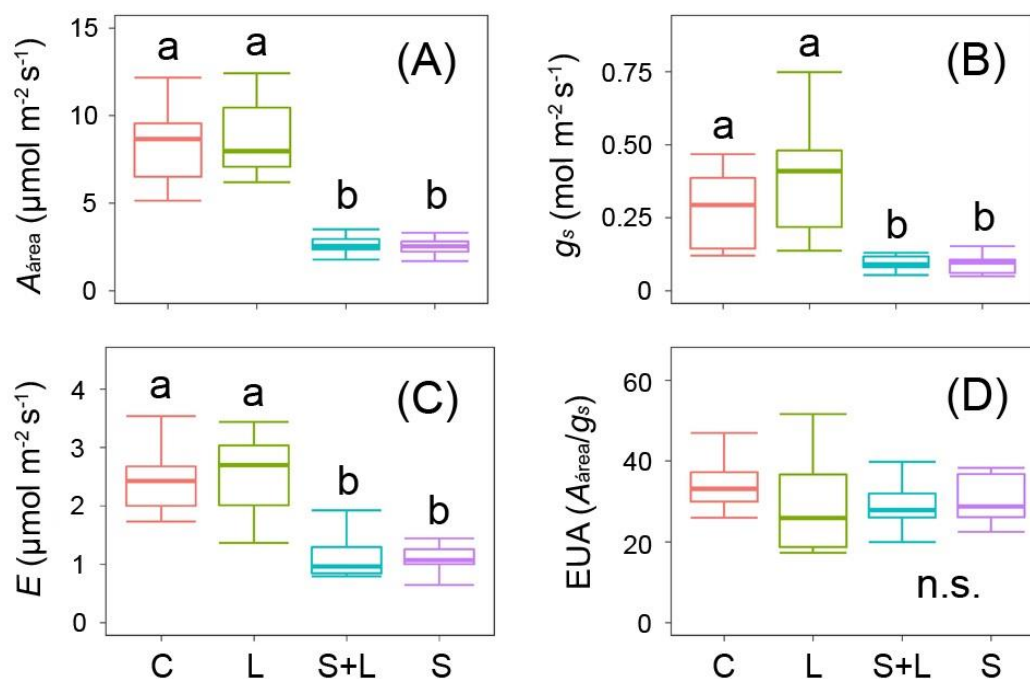 15
10
5
0
Aárea (µmol m-2 s-1)
a
a
b
b
(A)
0.75
0.50
0.25
0
gs (mol m-2 s-1)
a
a
b
b
(B)
4
3
2
1
0
E (µmol m-2 s-1)
a
a
b
b
(C)
C
L
S+L
S
60
40
20
0
EUA (Aárea/gs)
(D)
n.s.
C
L
S+L
S